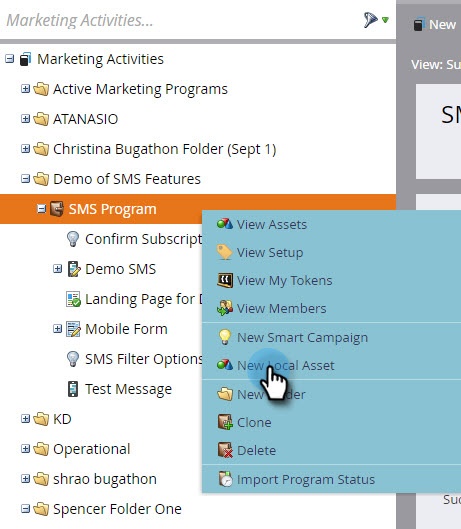 Marketing Activities...
New
Marketing Activities
View: Su
Active Marketing Programs
ATANASIO
SM
Christina Bugathon Folder (Sept 1)
Demo of SMS Features
SMS Program
View Assets
Confirm Subscript
View Setup
Demo SMS
View My Tokens
Landing Page for D
View Members
Mobile Form
New Smart Campaign
SMS Filter Options
New Local Asset
Test Message
New Folder
KD
Clone
Operational
Delete
shrao bugathon
Import Program Status
Spencer Folder One
Suc